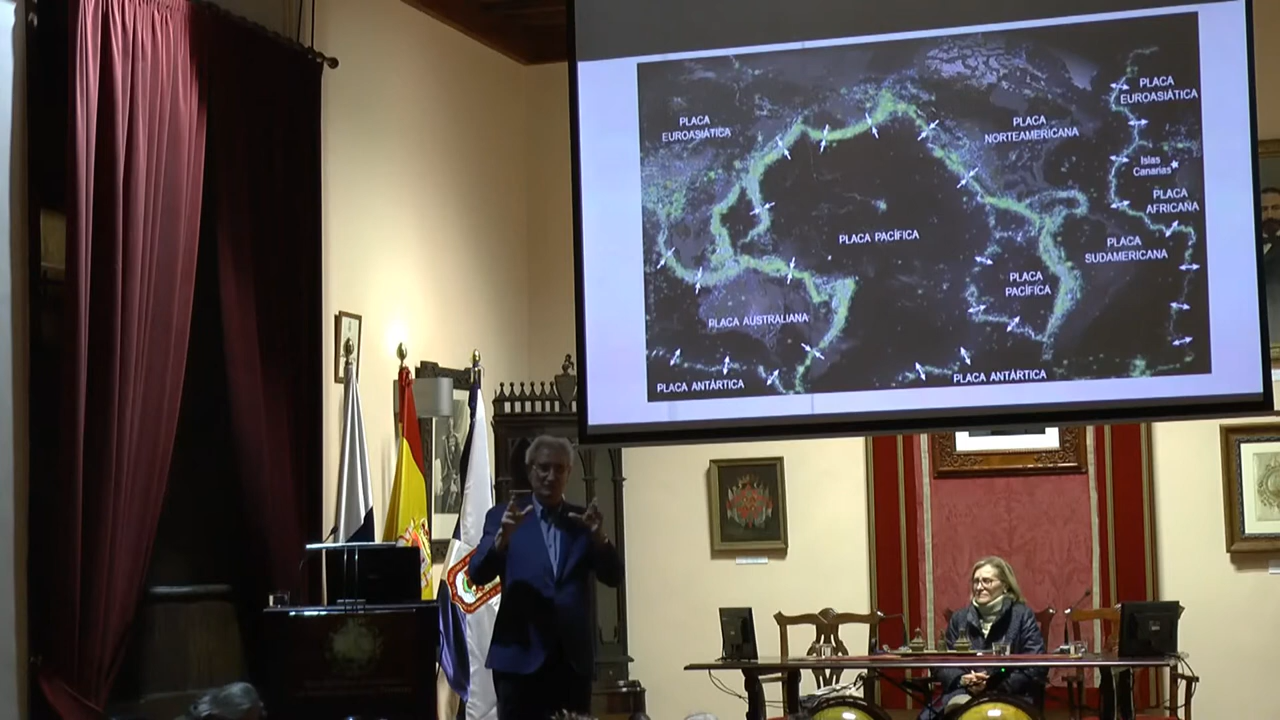 PLACA
EUROASIÁTICA
PLACA
NORTEAMERICANA
PLACA
EUROASIÁTICA
Islas
Canarias
PLACA
AFRICANA
PLACA PACÍFICA
PLACA
SUDAMERICANA
PLACA
PACÍFICA
PLACA AUSTRALIANA
PLACA ANTÁRTICA
PLACA ANTÁRTICA